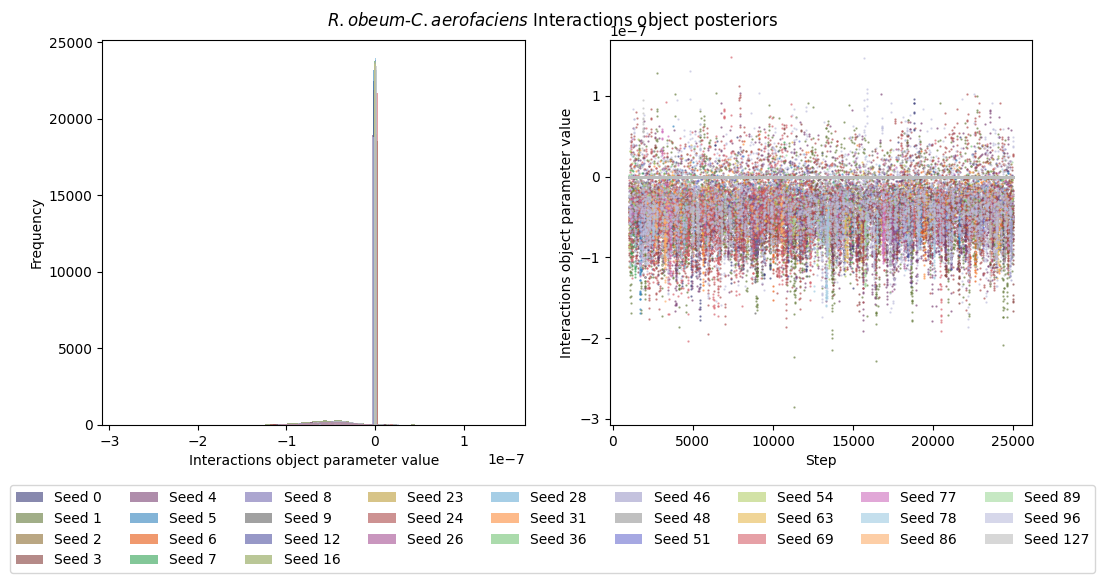 R. obeum-C. aerofaciens Interactions object posteriors
25000
20000
15000
10000
5000
0
Frequency
−3
−2
−1
0
1
1e−7
Interactions object parameter value
1e−7
1
0
−1
−2
−3
Interactions object parameter value
0
5000
10000
15000
20000
25000
Step
Seed 0 Seed 4 Seed 8 Seed 23 Seed 28 Seed 46 Seed 54 Seed 77 Seed 89
Seed 1 Seed 5 Seed 9 Seed 24 Seed 31 Seed 48 Seed 63 Seed 78 Seed 96
Seed 2 Seed 6 Seed 12 Seed 26 Seed 36 Seed 51 Seed 69 Seed 86 Seed 127
Seed 3 Seed 7 Seed 16